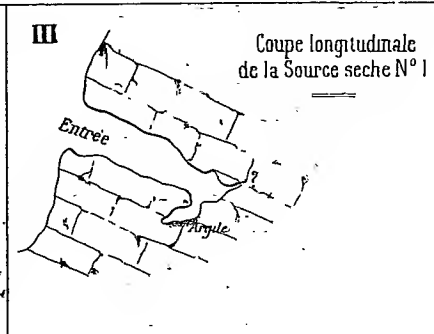 III
Coupe longitudinale
de la Source seche N° 1
Entrée
?
Argile